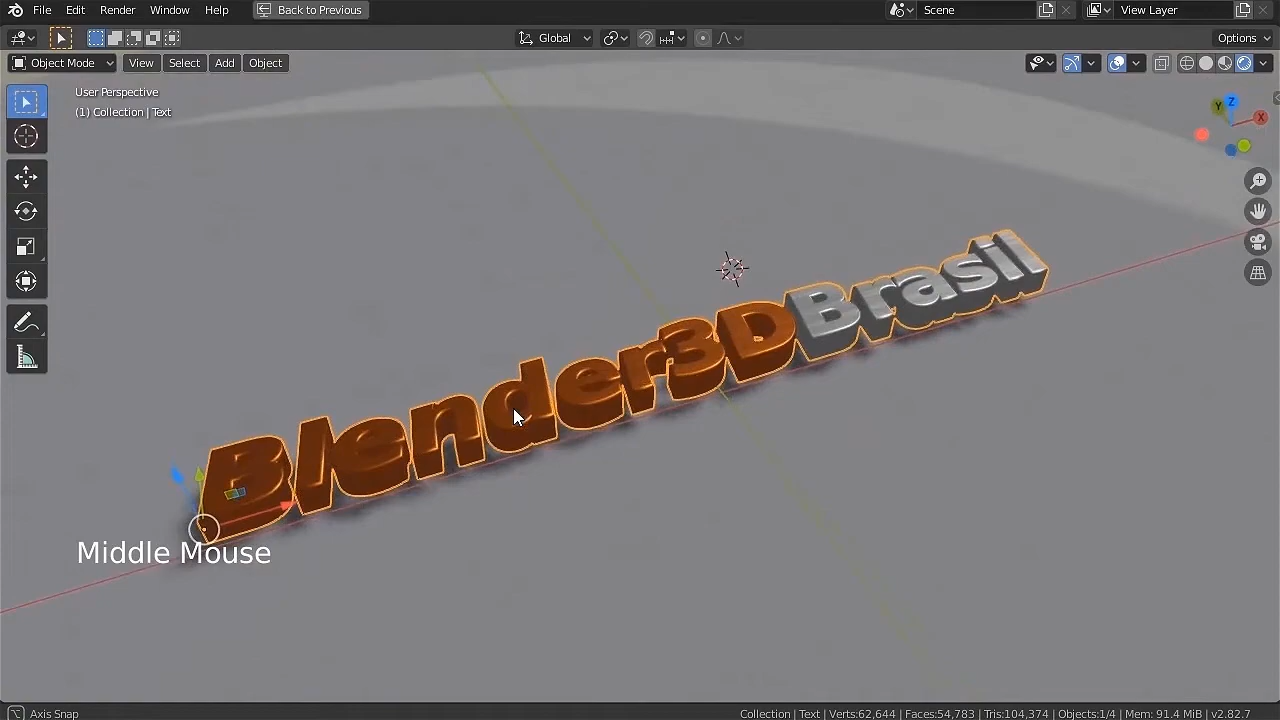 File Edit Render Window Help Back to Previous Scene View Layer
Global Options
Object Mode View Select Add Object
User Perspective
(1) Collection | Text
Z
Y
X
Blender3DBrasil
Middle Mouse
Axis Snap Collection | Text | Verts:62,644 | Faces:54,783 | Tris:104,374 | Objects:1/4 | Mem: 91.4 MiB | v2.82.7